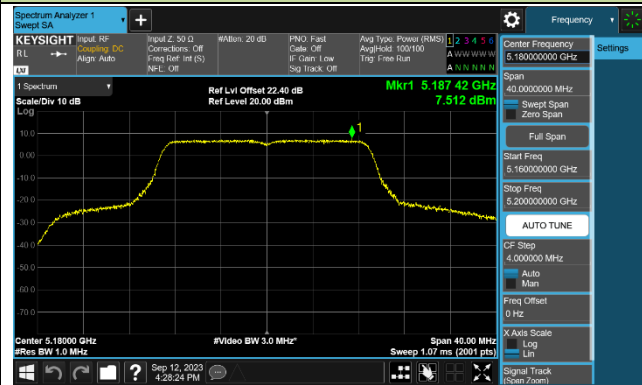 Spectrum Analyzer 1
Swept SA
Frequency
KEYSIGHT
RL
LXI
Input: RF
Coupling: DC
Align: Auto
Input Z: 50 Ω
Corrections: Off
Freq Ref: Int (S)
NFE: Off
#Atten: 20 dB
PNO: Fast
Gate: Off
IF Gain: Low
Sig Track: Off
Avg Type: Power (RMS)
Avg|Hold: 100/100
Trig: Free Run
1 2 3 4 5 6
A W W W W W
A N N N N N
1 Spectrum
Scale/Div 10 dB
Log
Ref Lvl Offset 22.40 dB
Ref Level 20.00 dBm
Mkr1 5.187 42 GHz
7.512 dBm
1
10.0
0.00
-10.0
-20.0
-30.0
-40.0
-50.0
-60.0
-70.0
Center 5.18000 GHz
#Res BW 1.0 MHz
#Video BW 3.0 MHz*
Span 40.00 MHz
Sweep 1.07 ms (2001 pts)
Sep 12, 2023
4:28:24 PM
Center Frequency
5.180000000 GHz
Settings
Span
40.0000000 MHz
Swept Span
Zero Span
Full Span
Start Freq
5.160000000 GHz
Stop Freq
5.200000000 GHz
AUTO TUNE
CF Step
4.000000 MHz
Auto
Man
Freq Offset
0 Hz
X Axis Scale
Log
Lin
Signal Track
(Span Zoom)